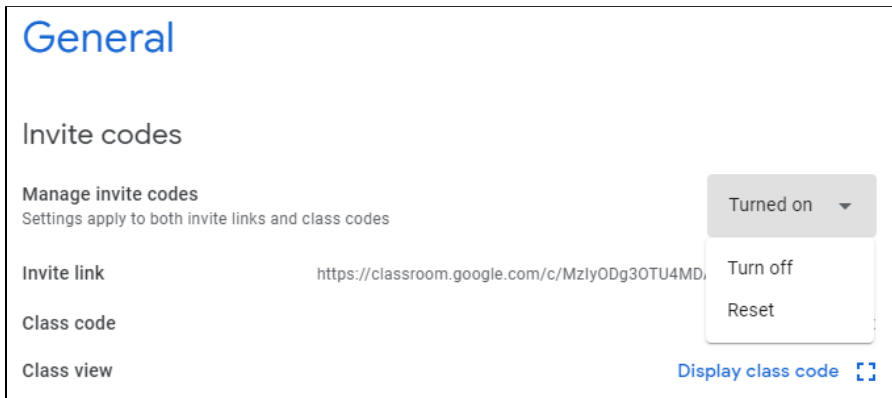 General
Invite codes
Manage invite codes
Turned on
Settings apply to both invite links and class codes
Invite link
Turn off
Reset
Class code
Class view
Display class code